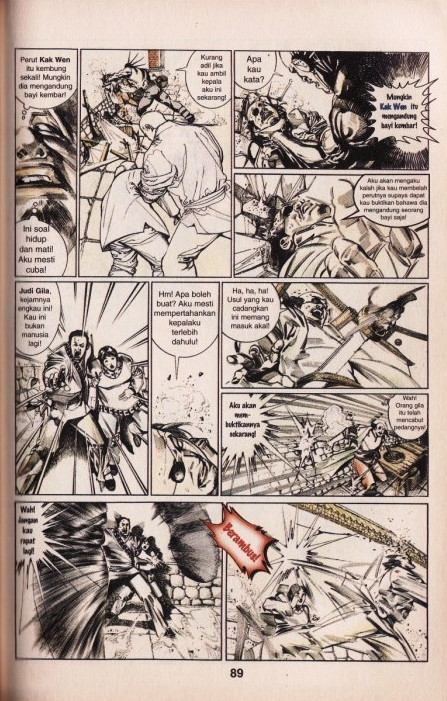 Perut Kak Wen
itu kembung
sekali! Mungkin
dia mengandung
bayi kembar!
Ini soal
hidup
dan mati!
Aku mesti
cuba!
Kurang
adil jika
kau ambil
kepala
aku ini
sekarang!
Apa
kau
kata?
Mungkin
Kak Wen itu
mengandung
bayi kembar!
Aku akan mengaku
kalah jika kau membelah
perutnya supaya dapat
kau buktikan bahawa dia
mengandung seorang
bayi saja!
Judi Gila,
kejamnya
engkau ini!
Kau ini
bukan
manusia
lagi!
Hm! Apa boleh
buat? Aku mesti
mempertahankan
kepalaku
terlebih
dahulu!
Ha, ha, ha!
Usul yang kau
cadangkan
ini memang
masuk akal!
Aku akan
mem-
buktikannya
sekarang!
Wah!
Orang gila
itu telah
mencabut
pedangnya!
Wah!
Jangan
kau
rapat
lagi!
Berambus!
89